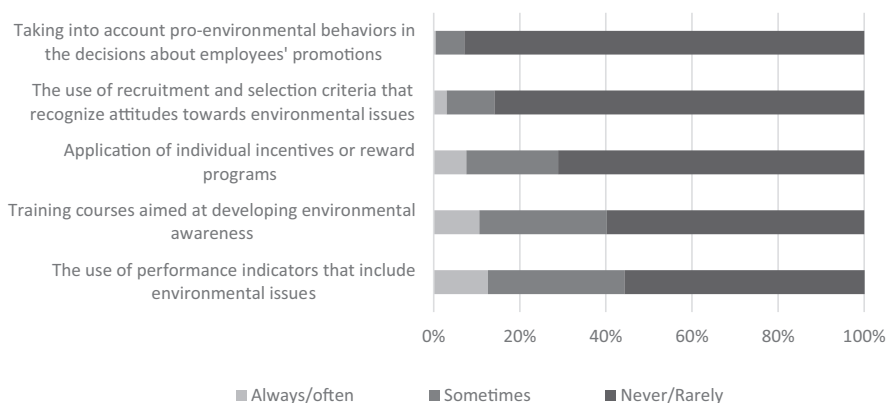 Taking into account pro-environmental behaviors in
the decisions about employees' promotions
The use of recruitment and selection criteria that
recognize attitudes towards environmental issues
Application of individual incentives or reward
programs
Training courses aimed at developing environmental
awareness
The use of performance indicators that include
environmental issues
0% 20% 40% 60% 80% 100%
Always/often Sometimes Never/Rarely